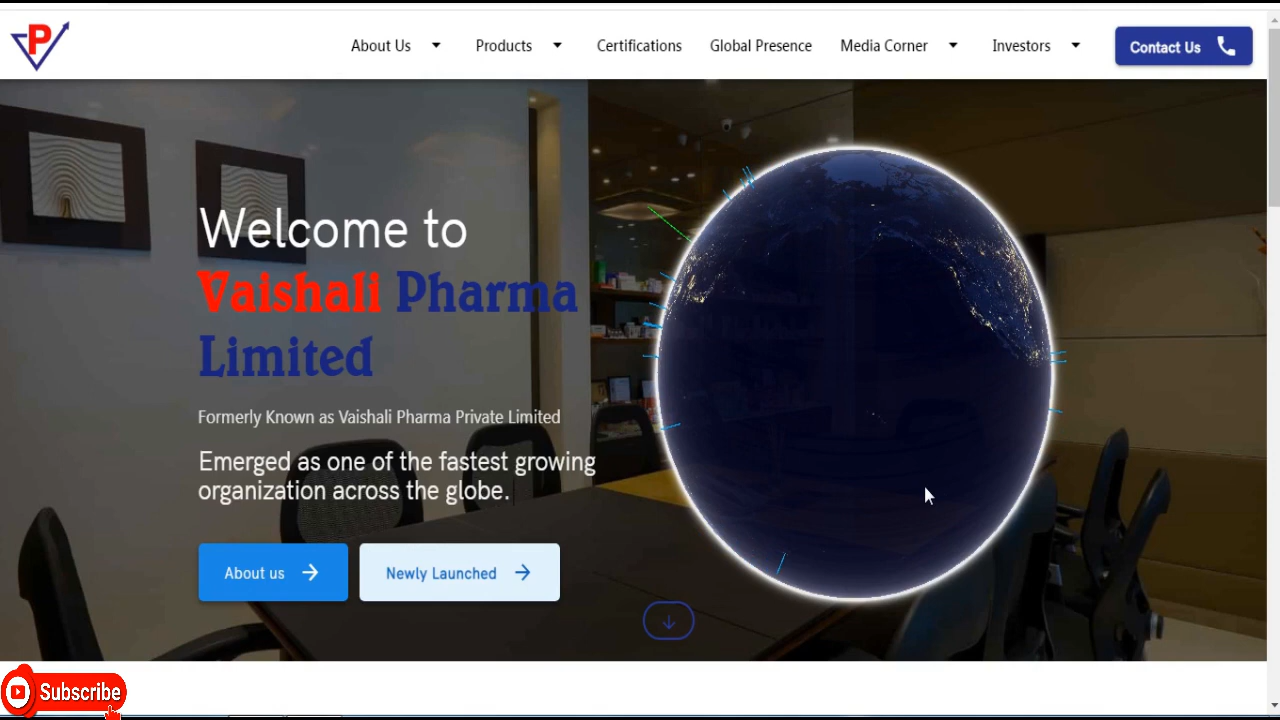 P
About Us
Products
Certifications
Global Presence
Media Corner
Investors
Contact Us
Welcome to
Vaishali Pharma
Limited
Formerly Known as Vaishali Pharma Private Limited
Emerged as one of the fastest growing
organization across the globe.
About us
Newly Launched
Subscribe